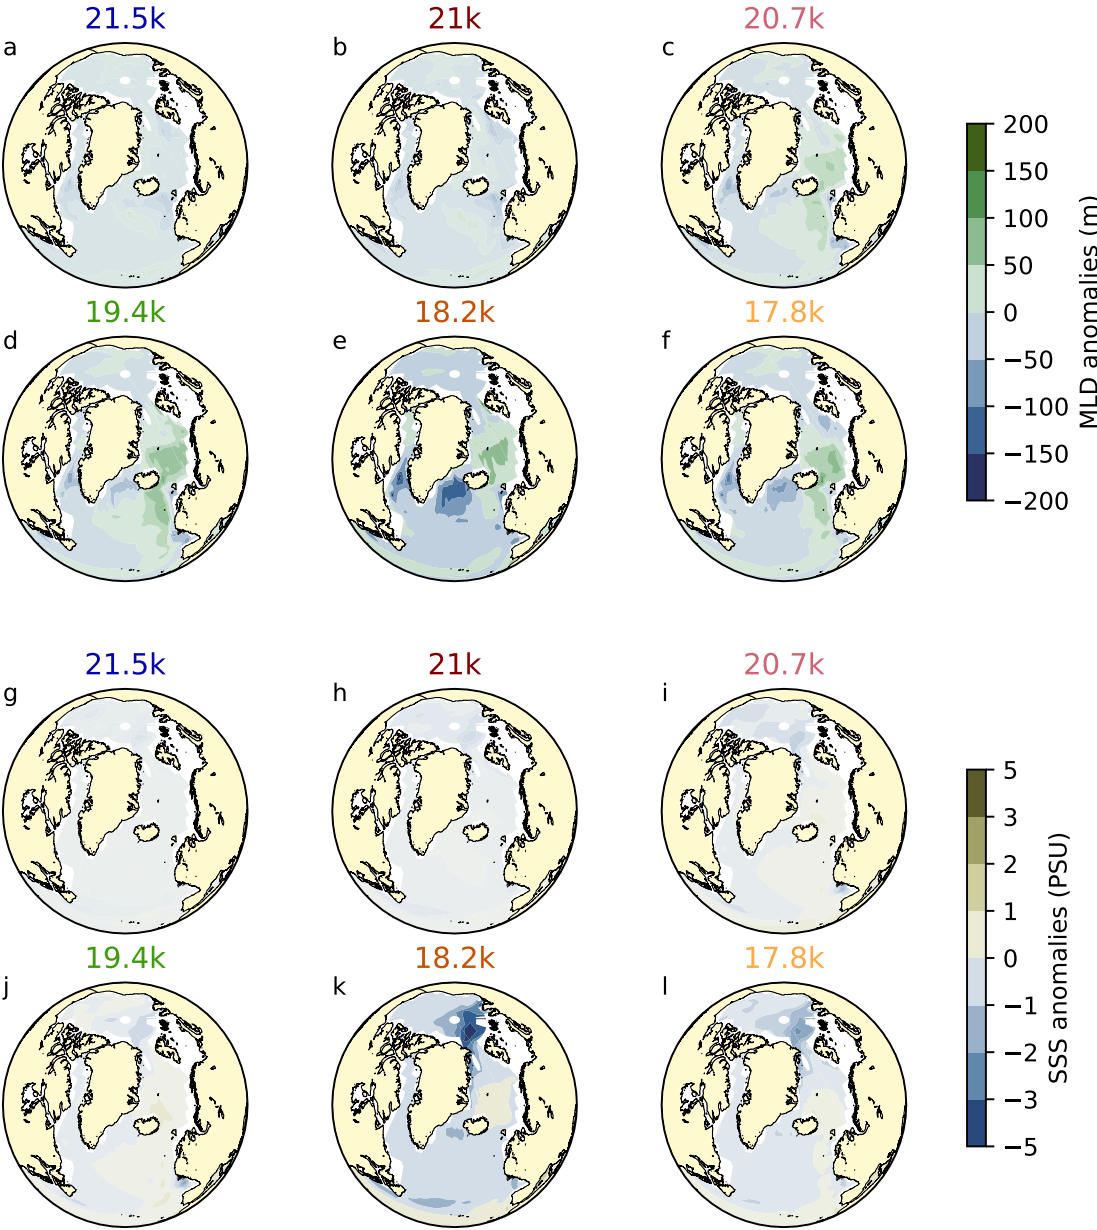 21.5k 21k 20.7k
a b c
19.4k 18.2k 17.8k
d e f
200
150
100
50
0
−50
−100
−150
−200
MLD anomalies (m)
21.5k 21k 20.7k
g h i
19.4k 18.2k 17.8k
j k l
5
3
2
1
0
−1
−2
−3
−5
SSS anomalies (PSU)